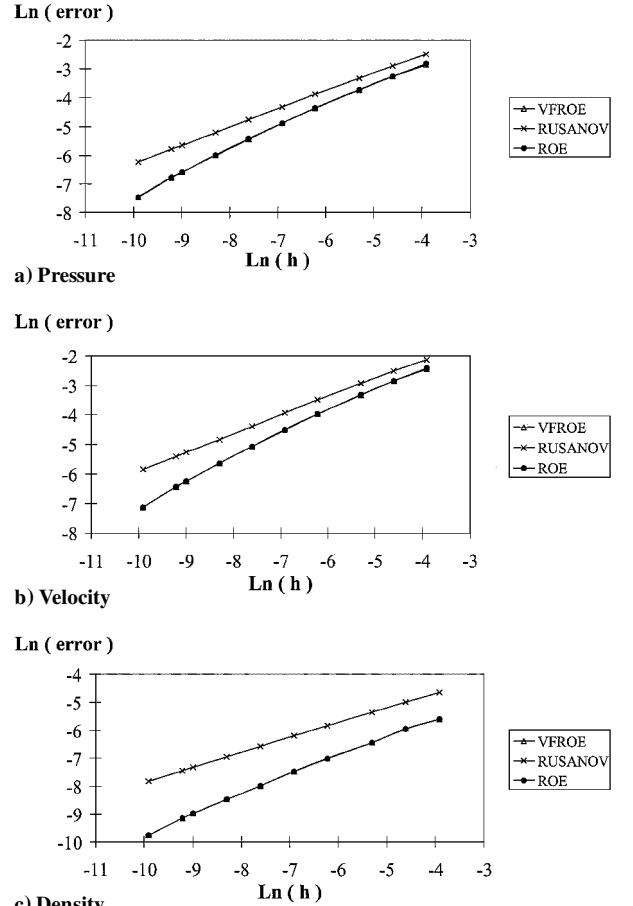 Ln ( error )
-2
-3
-4
-5
-6
-7
-8
-11 -10 -9 -8 -7 -6 -5 -4 -3
Ln ( h )
VFROE
RUSANOV
ROE
a) Pressure
Ln ( error )
-2
-3
-4
-5
-6
-7
-8
-11 -10 -9 -8 -7 -6 -5 -4 -3
Ln ( h )
VFROE
RUSANOV
ROE
b) Velocity
Ln ( error )
-4
-5
-6
-7
-8
-9
-10
-11 -10 -9 -8 -7 -6 -5 -4 -3
Ln ( h )
VFROE
RUSANOV
ROE
c) Density